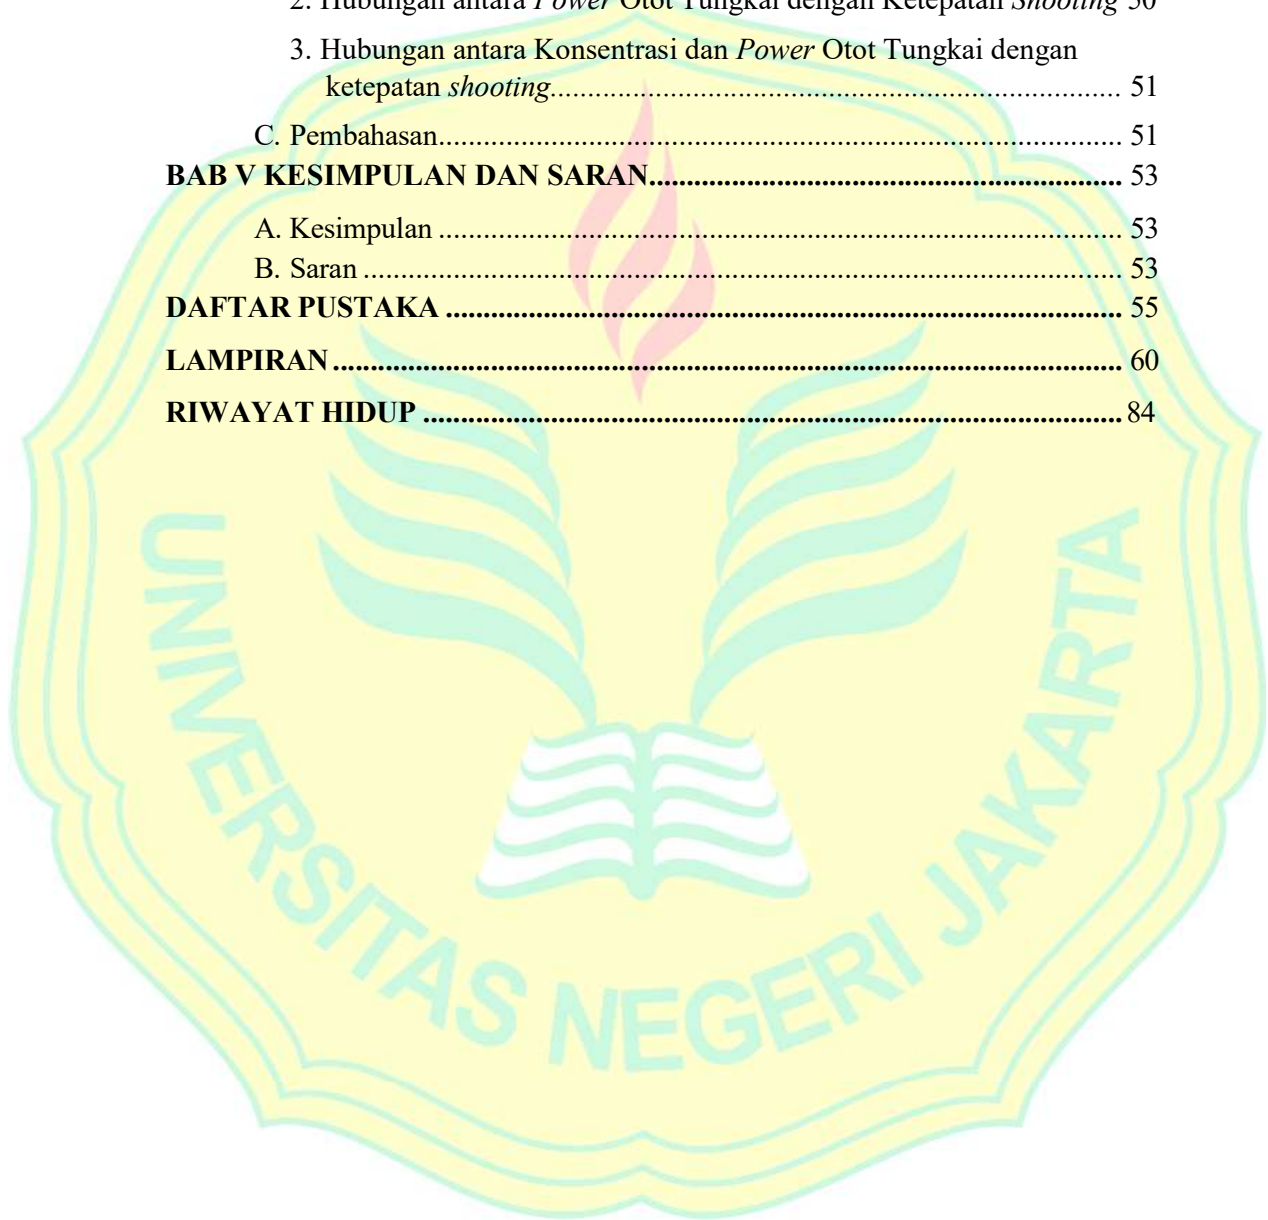 2. Hubungan antara Power Otot Tungkai dengan Ketepatan Shooting 50
3. Hubungan antara Konsentrasi dan Power Otot Tungkai dengan
ketepatan shooting................................................................................ 51
C. Pembahasan............................................................................................ 51
BAB V KESIMPULAN DAN SARAN............................................................... 53
A. Kesimpulan ............................................................................................ 53
B. Saran ..................................................................................................... 53
DAFTAR PUSTAKA .......................................................................................... 55
LAMPIRAN ......................................................................................................... 60
RIWAYAT HIDUP ............................................................................................. 84
UNIVERSITAS NEGERI JAKARTA